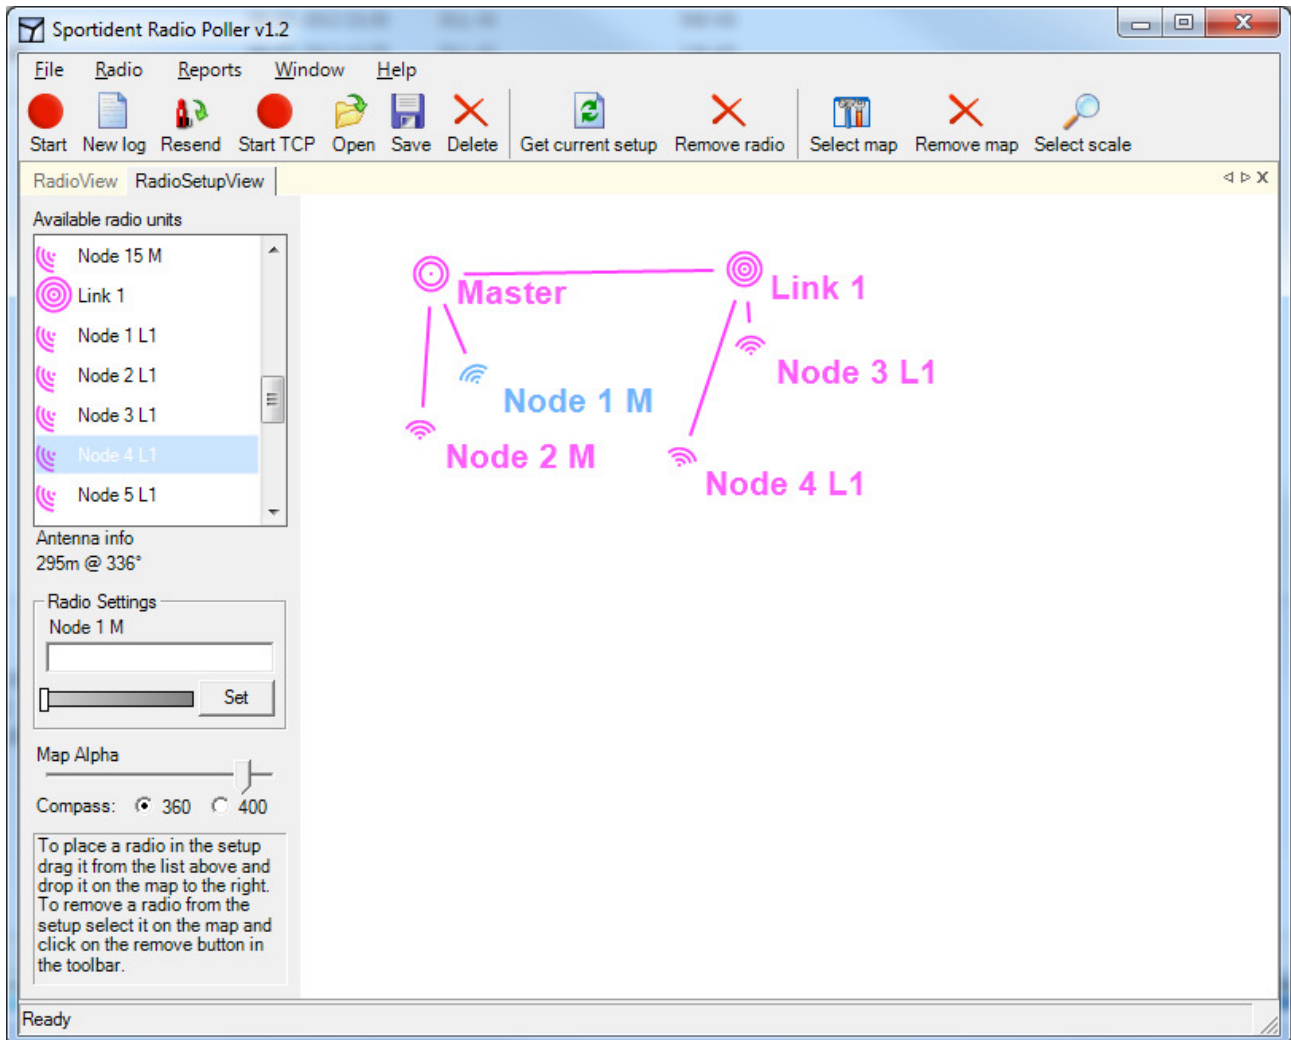 Sportident Radio Poller v1.2
File Radio Reports Window Help
Start New log Resend Start TCP Open Save Delete Get current setup Remove radio Select map Remove map Select scale
RadioView RadioSetupView
Available radio units
Node 15 M
Link 1
Node 1 L1
Node 2 L1
Node 3 L1
Node 4 L1
Node 5 L1
Antenna info
295m @ 336°
Radio Settings
Node 1 M
Set
Map Alpha
Compass: 360 400
To place a radio in the setup
drag it from the list above and
drop it on the map to the right.
To remove a radio from the
setup select it on the map and
click on the remove button in
the toolbar.
Master
Link 1
Node 3 L1
Node 1 M
Node 2 M
Node 4 L1
Ready